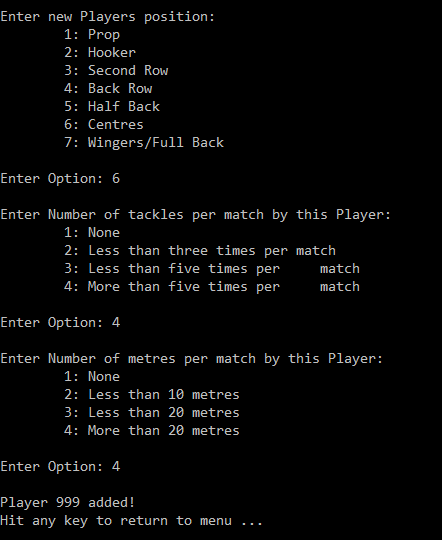 Enter new Players position:
1: Prop
2: Hooker
3: Second Row
4: Back Row
5: Half Back
6: Centres
7: Wingers/Full Back
Enter Option: 6
Enter Number of tackles per match by this Player:
1: None
2: Less than three times per match
3: Less than five times per     match
4: More than five times per     match
Enter Option: 4
Enter Number of metres per match by this Player:
1: None
2: Less than 10 metres
3: Less than 20 metres
4: More than 20 metres
Enter Option: 4
Player 999 added!
Hit any key to return to menu ...